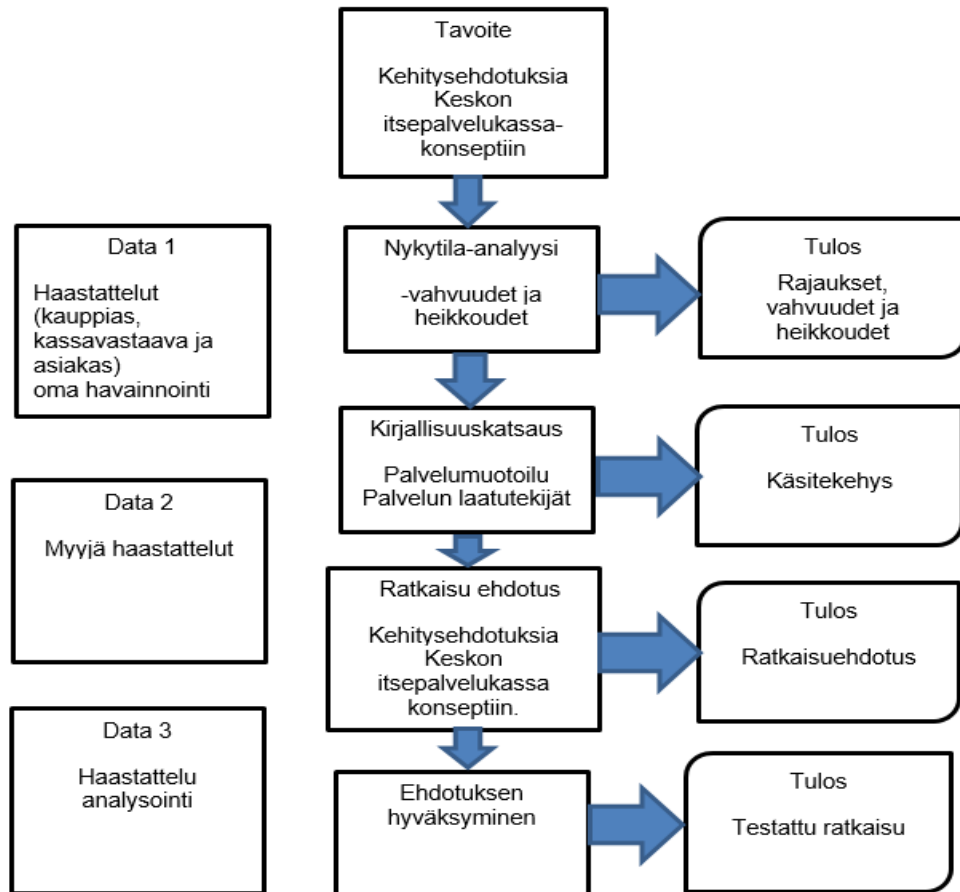 Tavoite
Kehitysehdotuksia
Keskon
itsepalvelukassa-
konseptiin
Data 1
Haastattelut
(kauppias,
kassavastaava ja
asiakas)
oma havainnointi
Nykytila-analyysi
-vahvuudet ja
heikkoudet
Tulos
Rajaukset,
vahvuudet ja
heikkoudet
Kirjallisuuskatsaus
Palvelumuotoilu
Palvelun laatutekijät
Tulos
Käsitekehys
Data 2
Myyjä haastattelut
Ratkaisu ehdotus
Kehitysehdotuksia
Keskon
itsepalvelukassa
konseptiin.
Tulos
Ratkaisuehdotus
Data 3
Haastattelu
analysointi
Ehdotuksen
hyväksyminen
Tulos
Testattu ratkaisu